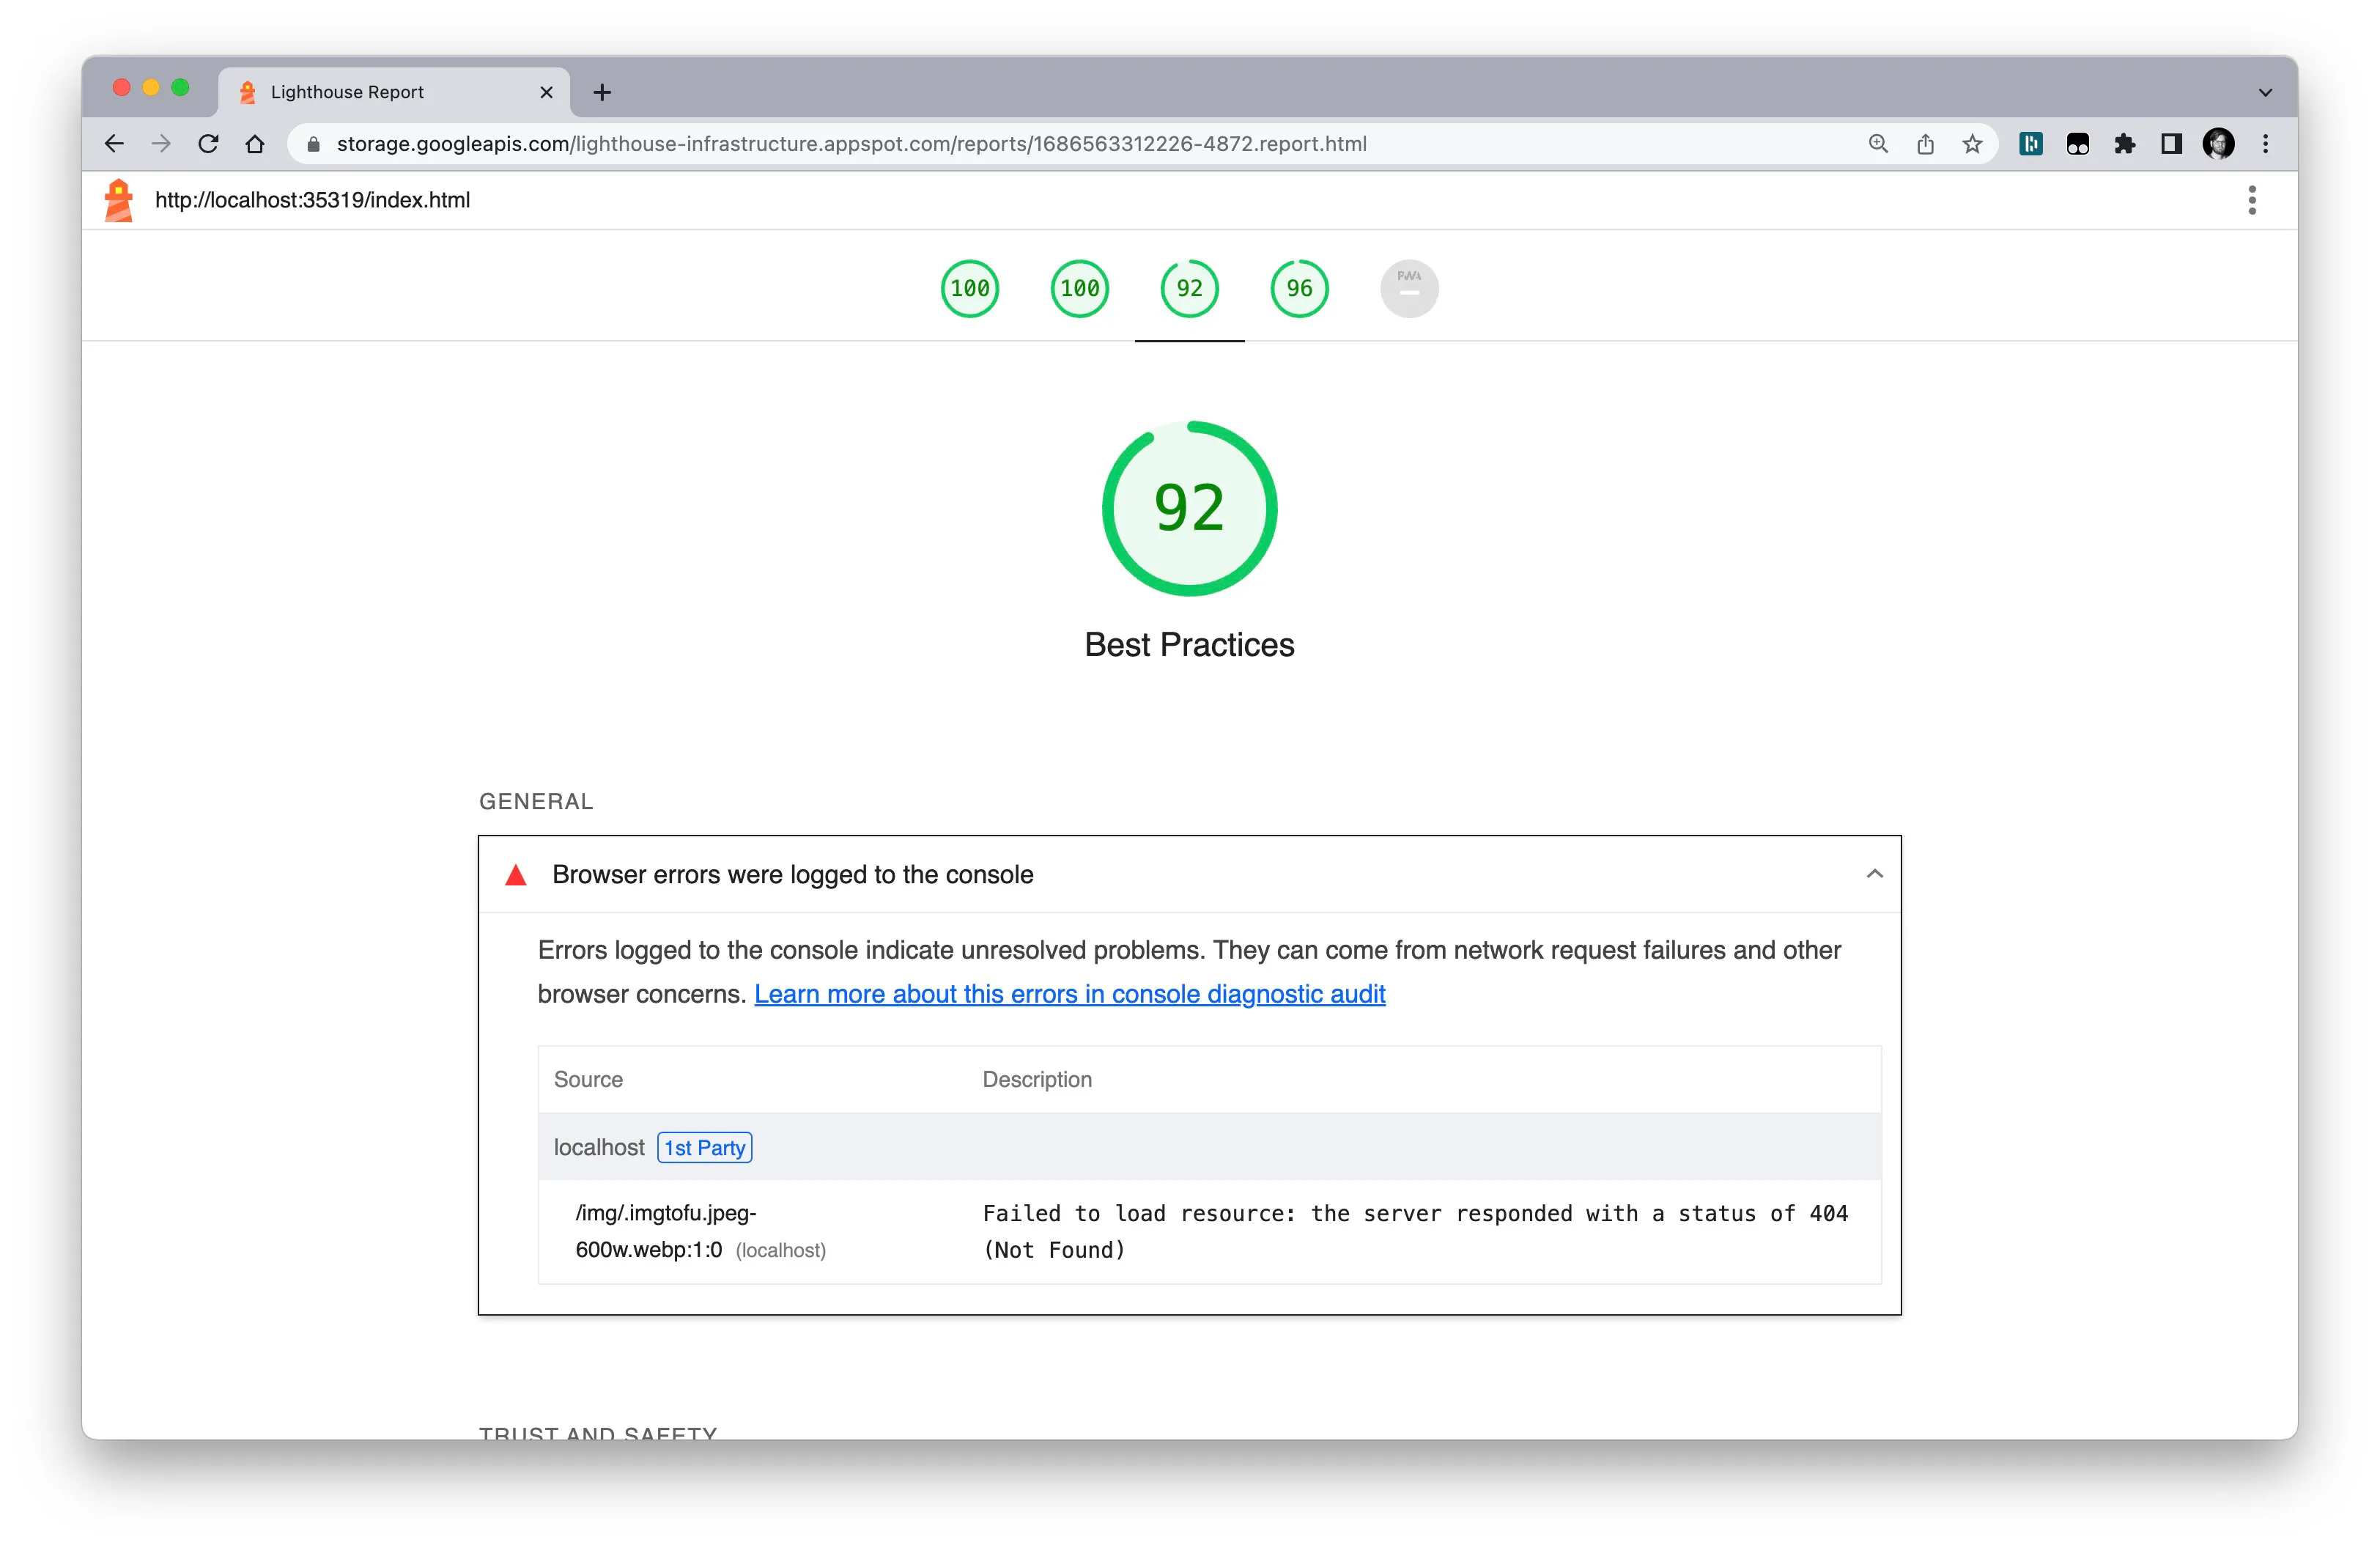 Lighthouse Report
storage.googleapis.com/lighthouse-infrastructure.appspot.com/reports/1686563312226-4872.report.html
http://localhost:35319/index.html
100 100 92 96 PWA
92
Best Practices
GENERAL
Browser errors were logged to the console
Errors logged to the console indicate unresolved problems. They can come from network request failures and other
browser concerns. Learn more about this errors in console diagnostic audit
Source Description
localhost 1st Party
/img/.imgtofu.jpeg- Failed to load resource: the server responded with a status of 404
600w.webp:1:0 (localhost) (Not Found)
TRUST AND SAFETY